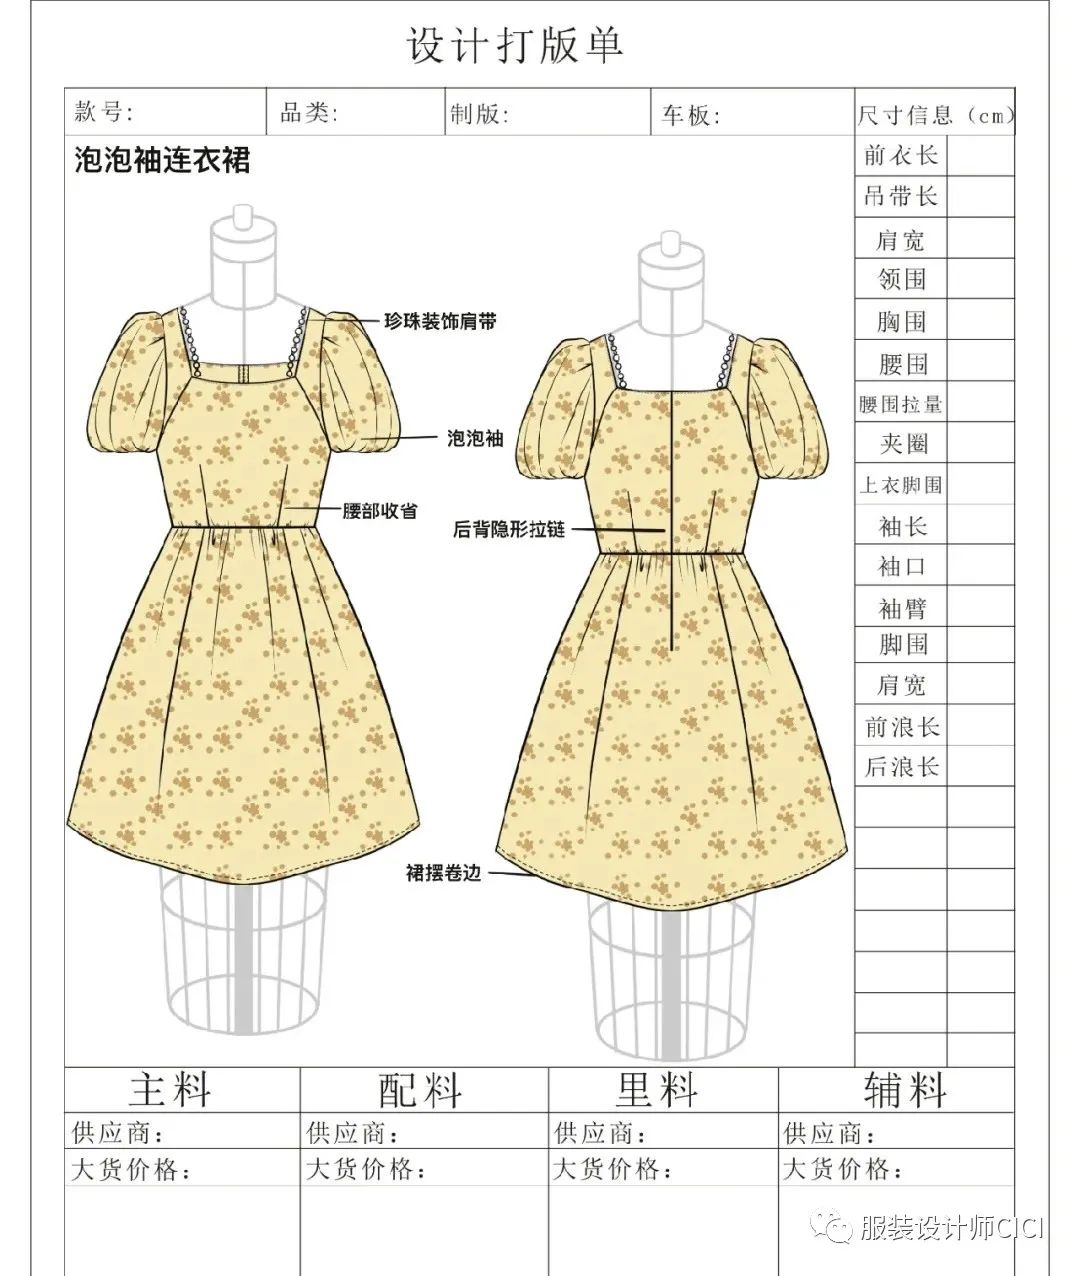 设计打版单
款号:
品类:
制版:
车板:
尺寸信息（cm）
泡泡袖连衣裙
前衣长
吊带长
肩宽
领围
胸围
腰围
腰围拉量
夹圈
上衣脚围
袖长
袖口
袖臂
脚围
肩宽
前浪长
后浪长
珍珠装饰肩带
泡泡袖
腰部收省
后背隐形拉链
裙摆卷边
主料
配料
里料
辅料
供应商：
供应商：
供应商：
供应商：
大货价格：
大货价格：
大货价格：
大货价格：
服装设计师CICI